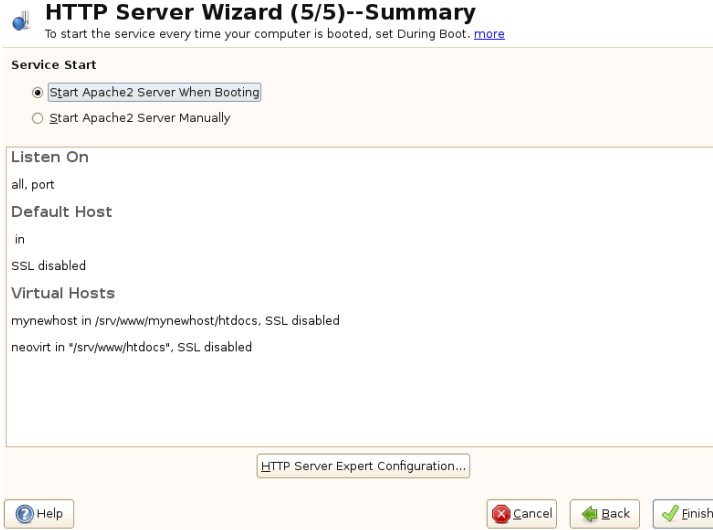 HTTP Server Wizard (5/5)--Summary
To start the service every time your computer is booted, set During Boot. more
Service Start
Start Apache2 Server When Booting
Start Apache2 Server Manually
Listen On
all, port
Default Host
in
SSL disabled
Virtual Hosts
mynewhost in /srv/www/mynewhost/htdocs, SSL disabled
neovirt in "/srv/www/htdocs", SSL disabled
HTTP Server Expert Configuration...
Help
Cancel
Back
Finish